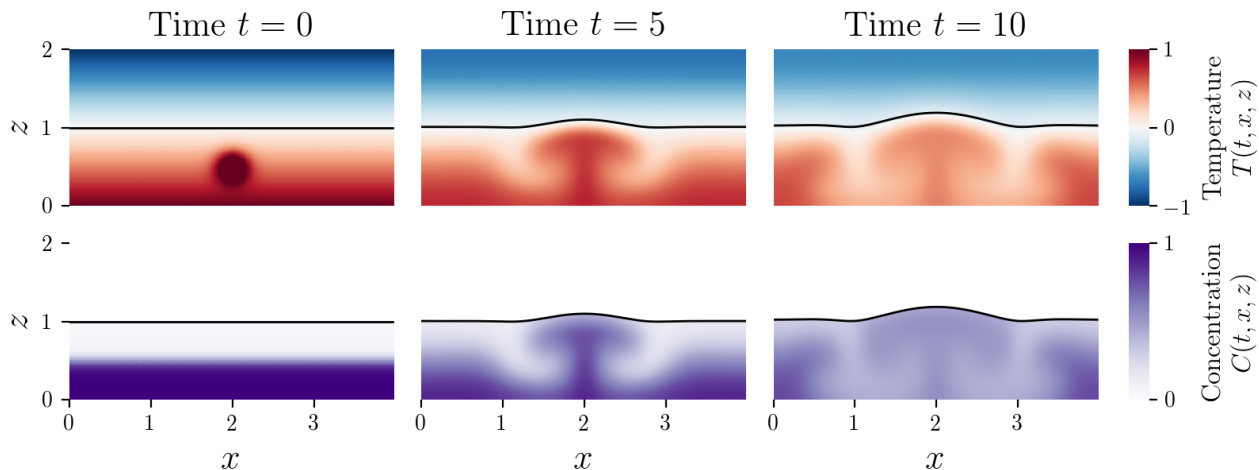 Time t = 0
Time t = 5
Time t = 10
2
1
0
z
1
0
−1
Temperature
T(t, x, z)
2
1
0
z
0 1 2 3
0 1 2 3
0 1 2 3
x
x
x
1
0
Concentration
C(t, x, z)